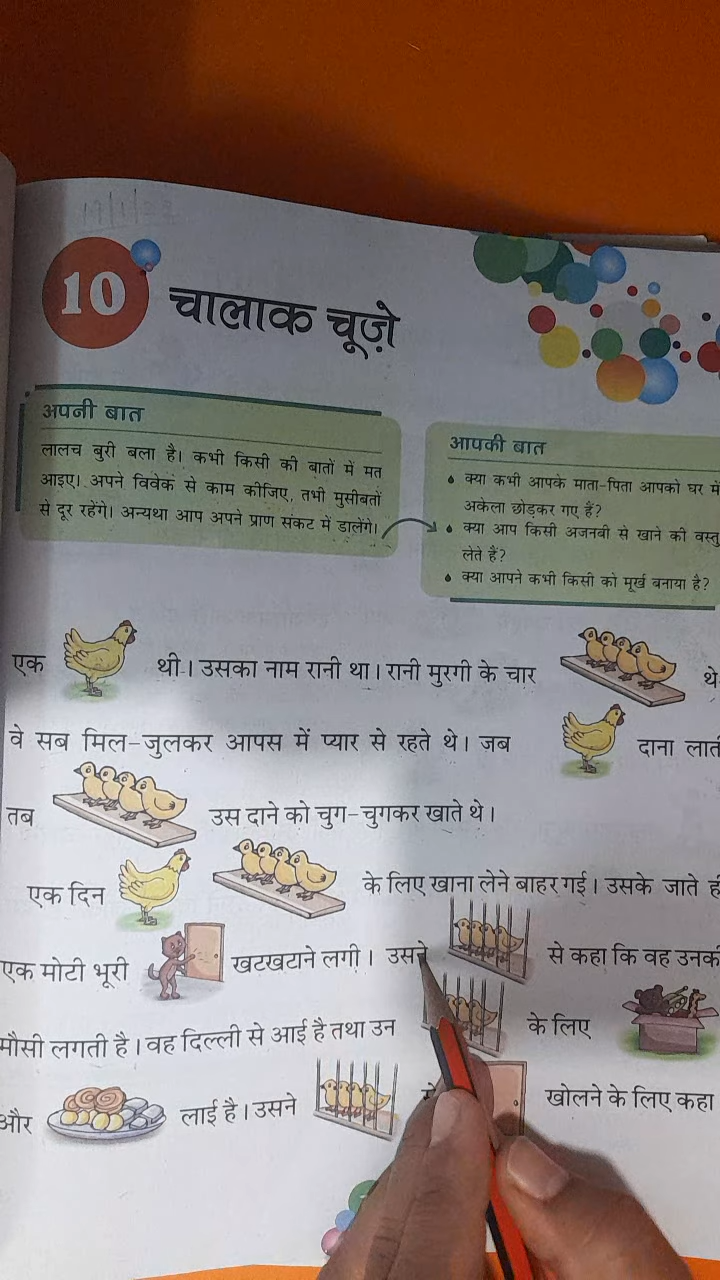 10
चालाक चूज़े
अपनी बात
लालच बुरी बला है। कभी किसी की बातों में मत
आइए। अपने विवेक से काम कीजिए, तभी मुसीबतों
से दूर रहेंगे। अन्यथा आप अपने प्राण संकट में डालेंगे।
आपकी बात
क्या कभी आपके माता-पिता आपको घर में
अकेला छोड़कर गए हैं?
क्या आप किसी अजनबी से खाने की वस्तु
लेते हैं?
क्या आपने कभी किसी को मूर्ख बनाया है?
एक थी। उसका नाम रानी था। रानी मुरगी के चार थे
वे सब मिल-जुलकर आपस में प्यार से रहते थे। जब दाना लाती
तब उस दाने को चुग-चुगकर खाते थे।
एक दिन के लिए खाना लेने बाहर गई। उसके जाते ही
एक मोटी भूरी खटखटाने लगी। उसने से कहा कि वह उनकी
मौसी लगती है। वह दिल्ली से आई है तथा उन के लिए
और लाई है। उसने खोलने के लिए कहा